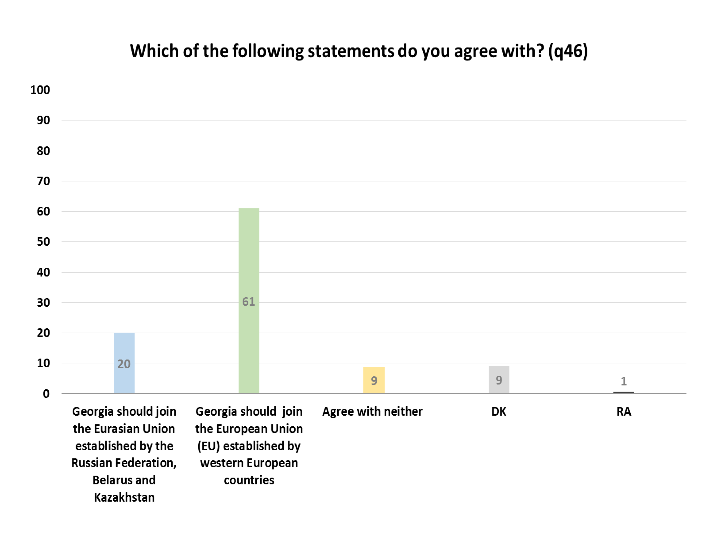 Which of the following statements do you agree with? (q46)
100
90
80
70
60
50
40
30
20
10
0
20
61
9
9
1
Georgia should join
the Eurasian Union
established by the
Russian Federation,
Belarus and
Kazakhstan
Georgia should join
the European Union
(EU) established by
western European
countries
Agree with neither
DK
RA